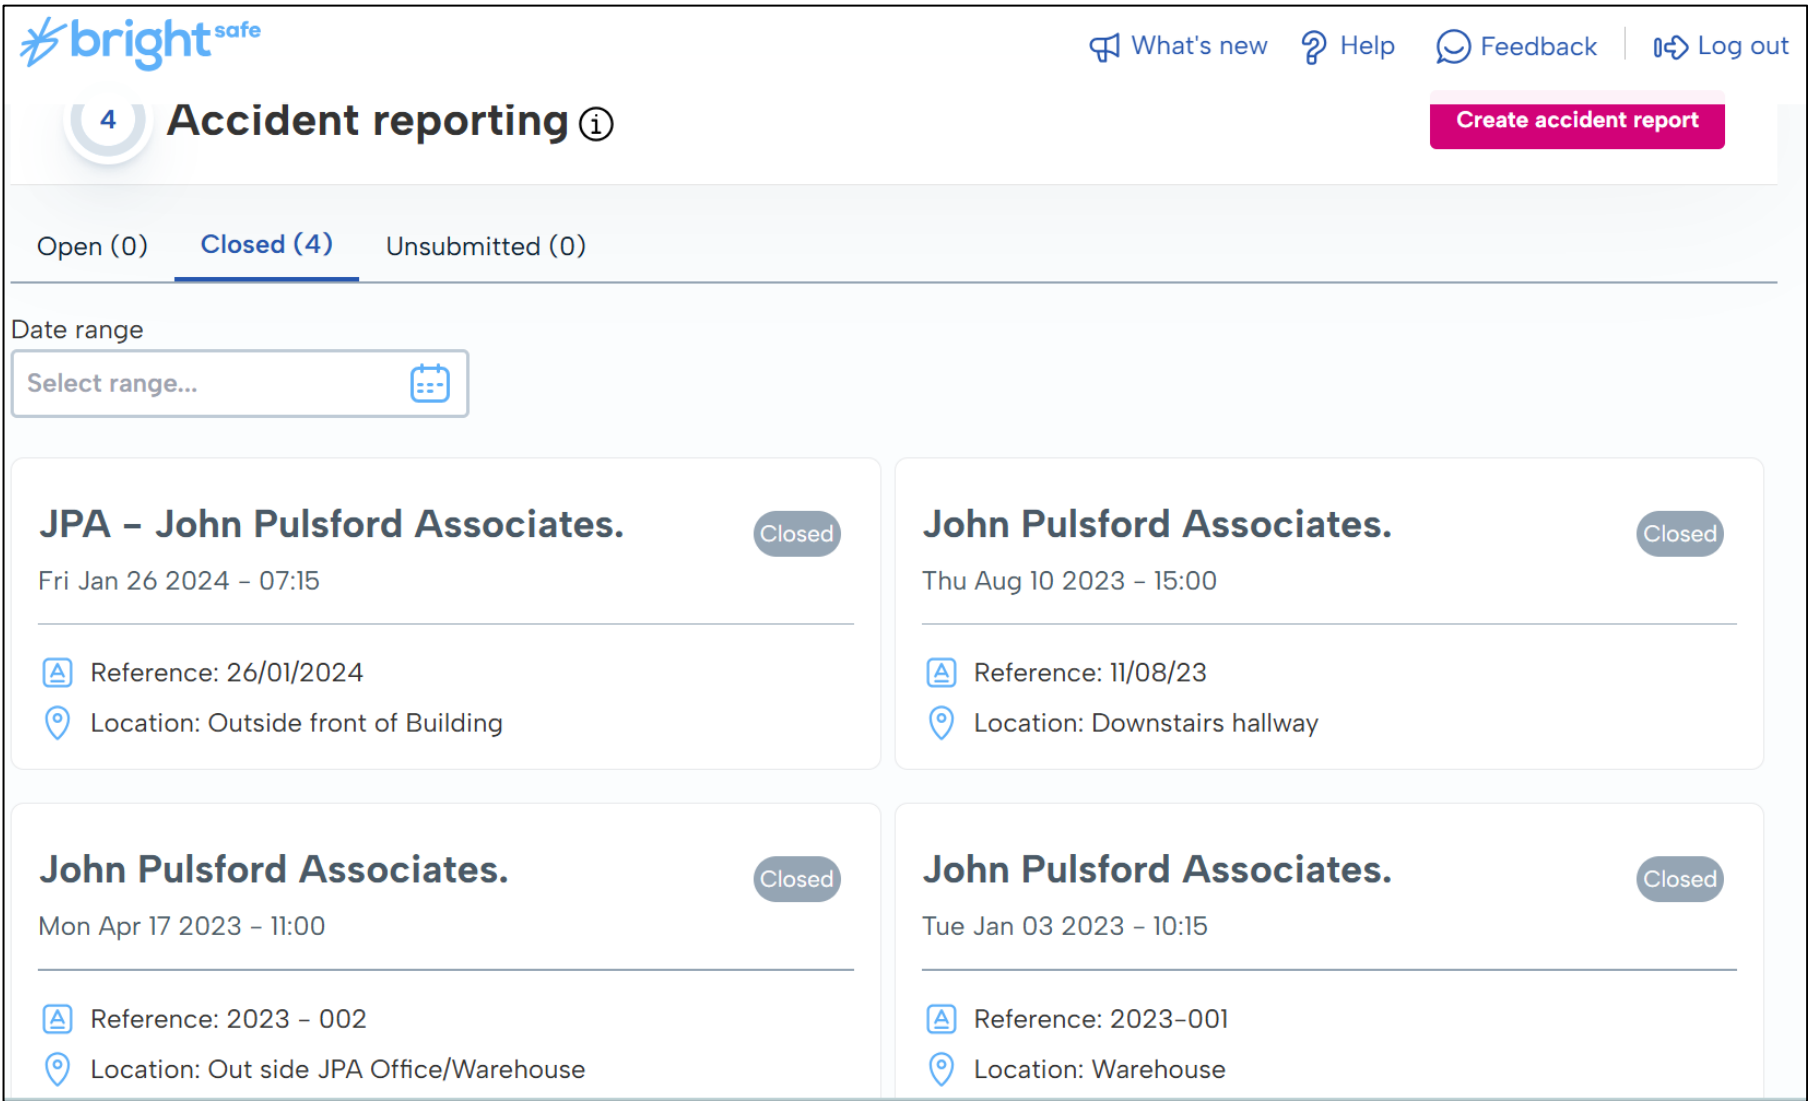 bright safe
What's new
Help
Feedback
Log out
4
Accident reporting
Create accident report
Open (0)
Closed (4)
Unsubmitted (0)
Date range
Select range...
JPA - John Pulsford Associates.
Closed
Fri Jan 26 2024 - 07:15
Reference: 26/01/2024
Location: Outside front of Building
John Pulsford Associates.
Closed
Thu Aug 10 2023 - 15:00
Reference: 11/08/23
Location: Downstairs hallway
John Pulsford Associates.
Closed
Mon Apr 17 2023 - 11:00
Reference: 2023 - 002
Location: Out side JPA Office/Warehouse
John Pulsford Associates.
Closed
Tue Jan 03 2023 - 10:15
Reference: 2023-001
Location: Warehouse